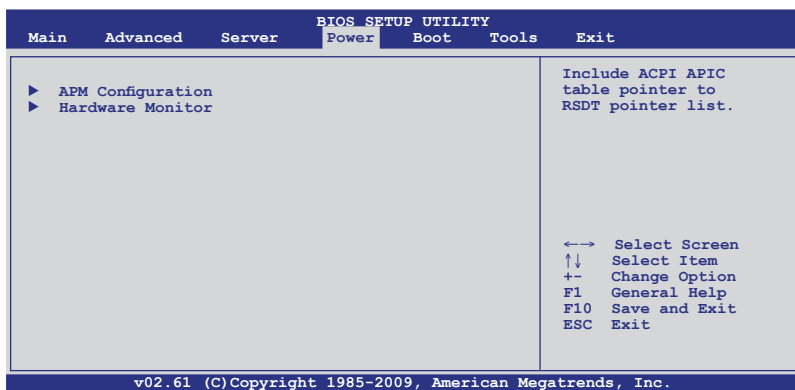 BIOS SETUP UTILITY
Main Advanced Server Power Boot Tools Exit
▶ APM Configuration
▶ Hardware Monitor
Include ACPI APIC
table pointer to
RSDT pointer list.
←→ Select Screen
↑↓ Select Item
+- Change Option
F1 General Help
F10 Save and Exit
ESC Exit
v02.61 (C)Copyright 1985-2009, American Megatrends, Inc.